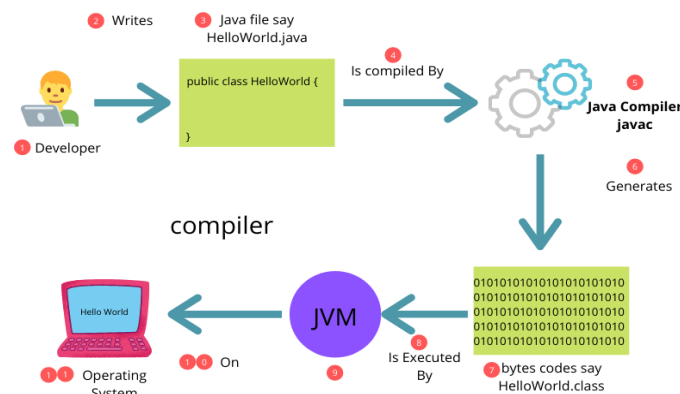 2 Writes
3 Java file say
HelloWorld.java
public class HelloWorld {
}
4
Is compiled By
5
Java Compiler
javac
1 Developer
6
Generates
compiler
0101010101010101010101010
0101010101010101010101010
0101010101010101010101010
0101010101010101010101010
0101010101010101010101010
7 bytes codes say
HelloWorld.class
8
Is Executed
By
JVM
9
1 0 On
Hello World
1 1 Operating
System